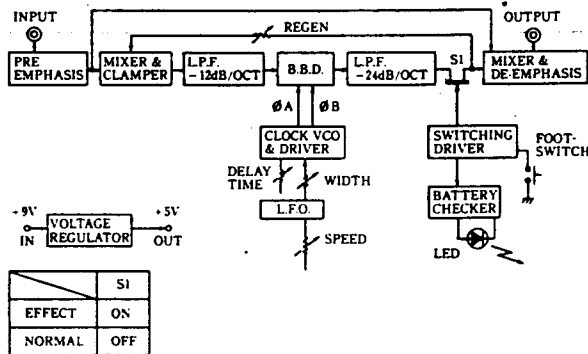 INPUT
OUTPUT
REGEN
PRE EMPHASIS
MIXER & CLAMPER
L.P.F. -12dB/OCT
B.B.D.
L.P.F. -24dB/OCT
S1
MIXER & DE-EMPHASIS
ØA
ØB
CLOCK VCO & DRIVER
SWITCHING DRIVER
FOOT-SWITCH
DELAY TIME
WIDTH
BATTERY CHECKER
L.F.O.
LED
SPEED
+9V
IN
VOLTAGE REGULATOR
+5V
OUT
S1
EFFECT ON
NORMAL OFF